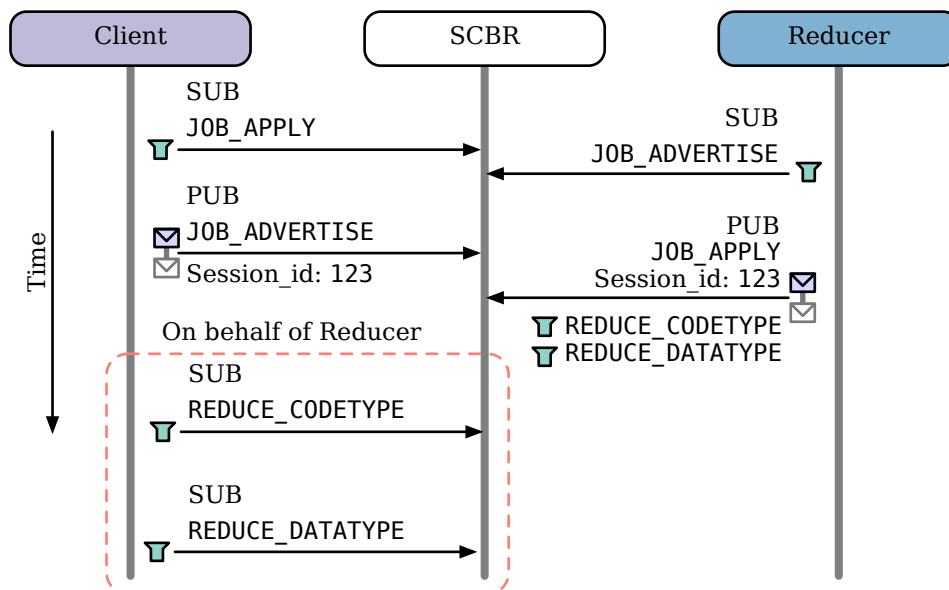 Client
SCBR
Reducer
SUB
JOB_APPLY
SUB
JOB_ADVERTISE
PUB
JOB_ADVERTISE
Session_id: 123
PUB
JOB_APPLY
Session_id: 123
REDUCE_CODETYPE
REDUCE_DATATYPE
Time
On behalf of Reducer
SUB
REDUCE_CODETYPE
SUB
REDUCE_DATATYPE